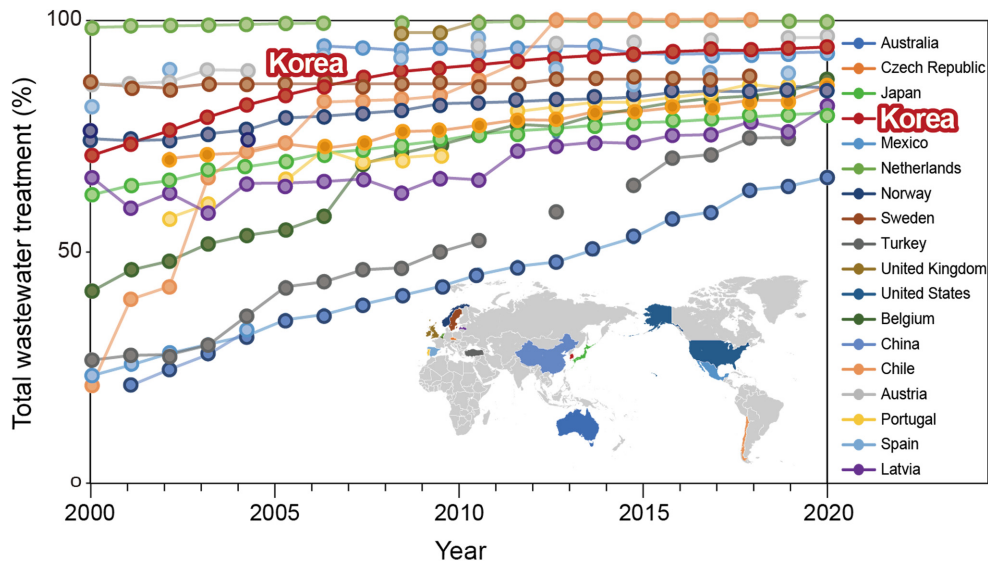 Total wastewater treatment (%)
100
50
0
2000
2005
2010
2015
2020
Year
Korea
Australia
Czech Republic
Japan
Korea
Mexico
Netherlands
Norway
Sweden
Turkey
United Kingdom
United States
Belgium
China
Chile
Austria
Portugal
Spain
Latvia